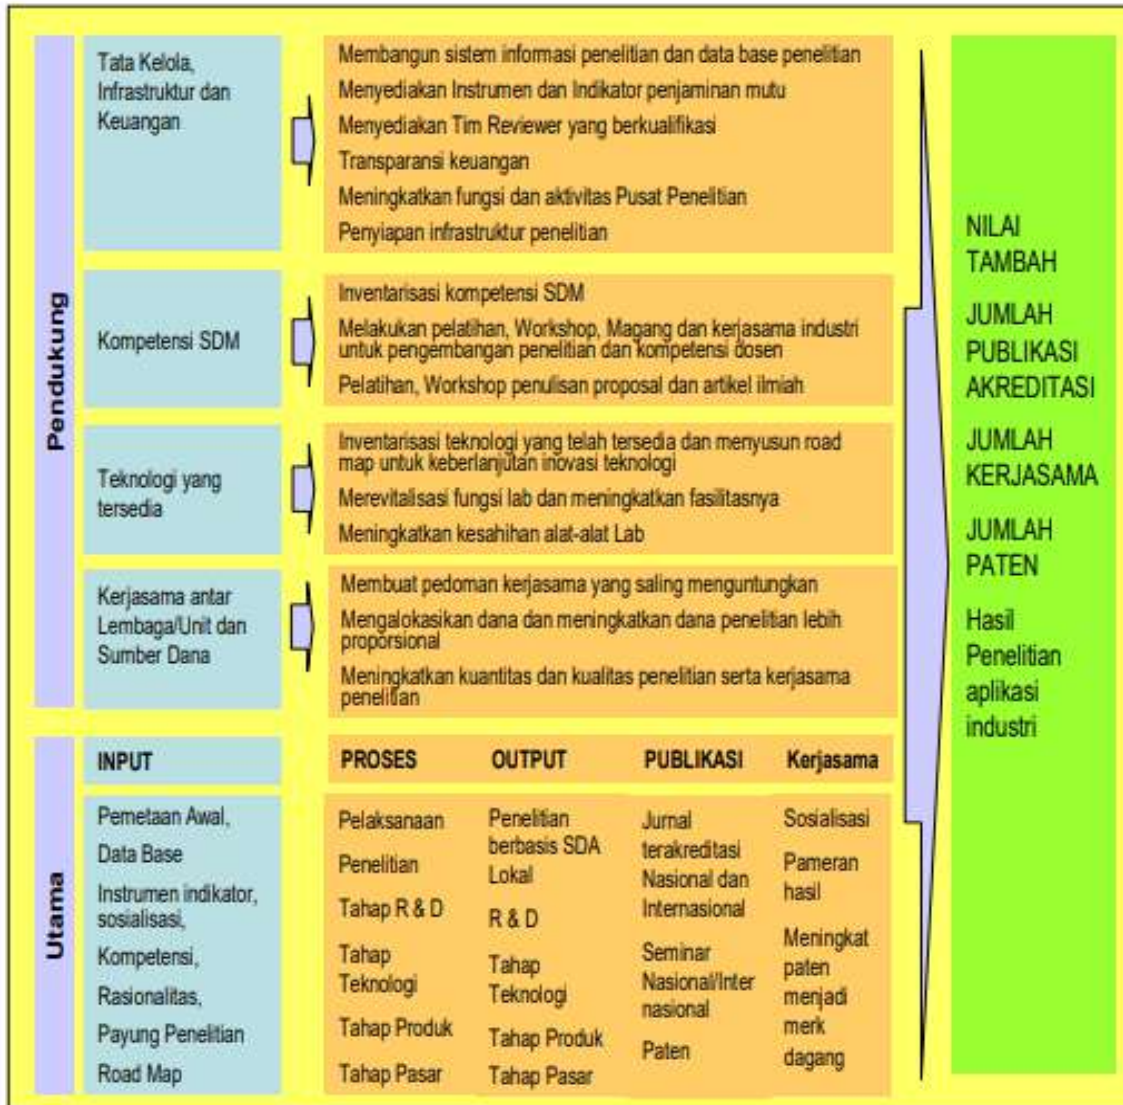 Pendukung
Tata Kelola,
Infrastruktur dan
Keuangan
Membangun sistem informasi penelitian dan data base penelitian
Menyediakan Instrumen dan Indikator penjaminan mutu
Menyediakan Tim Reviewer yang berkualifikasi
Transparansi keuangan
Meningkatkan fungsi dan aktivitas Pusat Penelitian
Penyiapan infrastruktur penelitian
Kompetensi SDM
Inventarisasi kompetensi SDM
Melakukan pelatihan, Workshop, Magang dan kerjasama industri
untuk pengembangan penelitian dan kompetensi dosen
Pelatihan, Workshop penulisan proposal dan artikel ilmiah
Teknologi yang
tersedia
Inventarisasi teknologi yang telah tersedia dan menyusun road
map untuk keberlanjutan inovasi teknologi
Merevitalisasi fungsi lab dan meningkatkan fasilitasnya
Meningkatkan kesahihan alat-alat Lab
Kerjasama antar
Lembaga/Unit dan
Sumber Dana
Membuat pedoman kerjasama yang saling menguntungkan
Mengalokasikan dana dan meningkatkan dana penelitian lebih
proporsional
Meningkatkan kuantitas dan kualitas penelitian serta kerjasama
penelitian
Utama
INPUT
Pemetaan Awal,
Data Base
Instrumen indikator,
sosialisasi,
Kompetensi,
Rasionalitas,
Payung Penelitian
Road Map
PROSES
Pelaksanaan
Penelitian
Tahap R & D
Tahap
Teknologi
Tahap Produk
Tahap Pasar
OUTPUT
Penelitian
berbasis SDA
Lokal
R & D
Tahap
Teknologi
Tahap Produk
Tahap Pasar
PUBLIKASI
Jurnal
terakreditasi
Nasional dan
Internasional
Seminar
Nasional/Inter
nasional
Paten
Kerjasama
Sosialisasi
Pameran
hasil
Meningkat
paten
menjadi
merk
dagang
NILAI
TAMBAH
JUMLAH
PUBLIKASI
AKREDITASI
JUMLAH
KERJASAMA
JUMLAH
PATEN
Hasil
Penelitian
aplikasi
industri